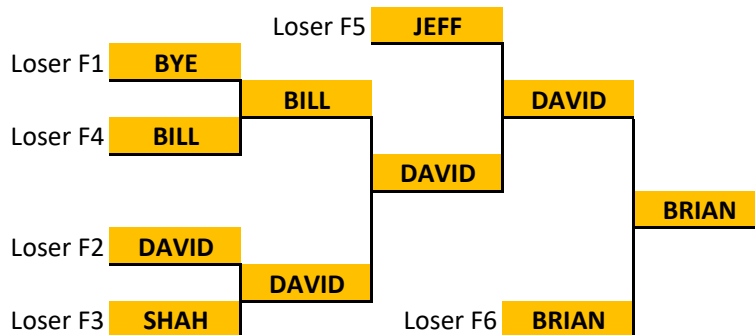 Loser F5 JEFF
Loser F1 BYE
BILL DAVID
Loser F4 BILL
DAVID
BRIAN
Loser F2 DAVID
DAVID
Loser F3 SHAH Loser F6 BRIAN